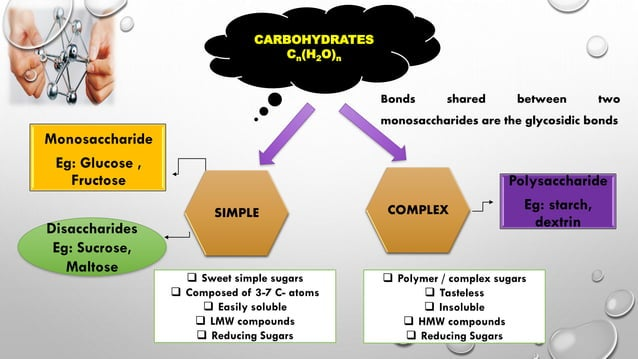 CARBOHYDRATES
Cn(H2O)n
Bonds shared between two
monosaccharides are the glycosidic bonds
Monosaccharide
Eg: Glucose ,
Fructose
Disaccharides
Eg: Sucrose,
Maltose
SIMPLE
COMPLEX
Polysaccharide
Eg: starch,
dextrin
❑ Sweet simple sugars
❑ Composed of 3-7 C- atoms
❑ Easily soluble
❑ LMW compounds
❑ Reducing Sugars
❑ Polymer / complex sugars
❑ Tasteless
❑ Insoluble
❑ HMW compounds
❑ Reducing Sugars